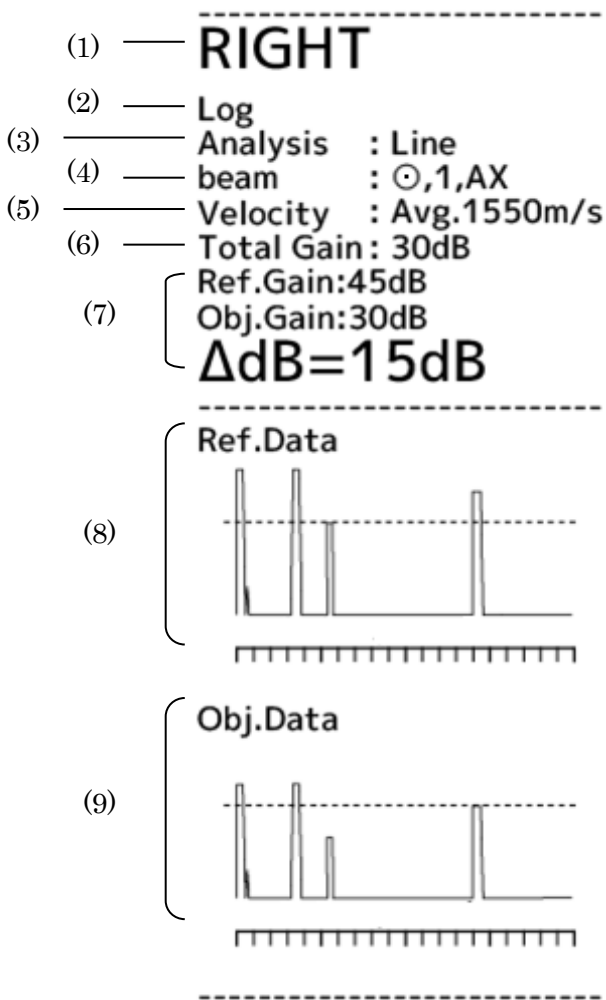 (1) RIGHT
(2) Log
(3) Analysis : Line
(4) beam : ⊙,1,AX
(5) Velocity : Avg.1550m/s
(6) Total Gain : 30dB
(7) Ref.Gain:45dB
Obj.Gain:30dB
ΔdB=15dB
Ref.Data
(8)
Obj.Data
(9)